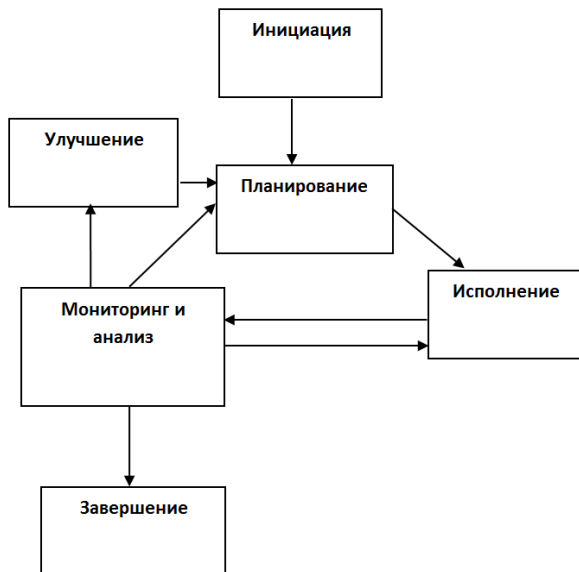 Инициация
Улучшение
Планирование
Исполнение
Мониторинг и
анализ
Завершение